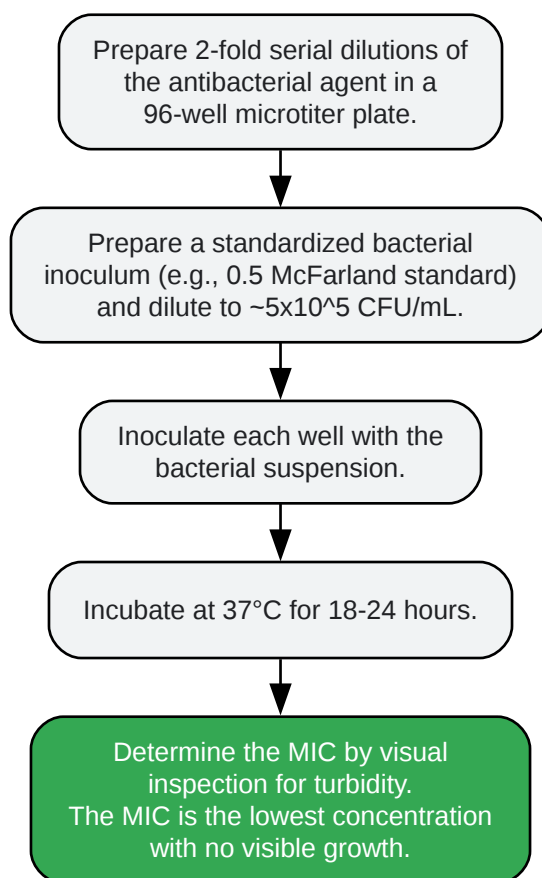 Prepare 2-fold serial dilutions of
the antibacterial agent in a
96-well microtiter plate.
Prepare a standardized bacterial
inoculum (e.g., 0.5 McFarland standard)
and dilute to ~5x10^5 CFU/mL.
Inoculate each well with the
bacterial suspension.
Incubate at 37°C for 18-24 hours.
Determine the MIC by visual
inspection for turbidity.
The MIC is the lowest concentration
with no visible growth.